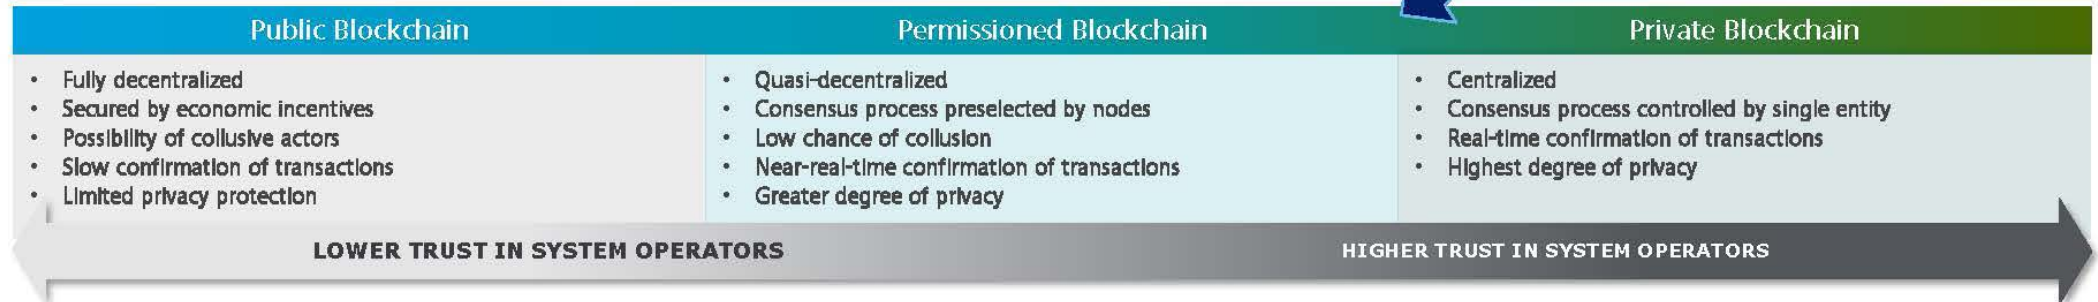 Public Blockchain
• Fully decentralized
• Secured by economic incentives
• Possibility of collusive actors
• Slow confirmation of transactions
• Limited privacy protection
Permissioned Blockchain
• Quasi-decentralized
• Consensus process preselected by nodes
• Low chance of collusion
• Near-real-time confirmation of transactions
• Greater degree of privacy
Private Blockchain
• Centralized
• Consensus process controlled by single entity
• Real-time confirmation of transactions
• Highest degree of privacy
LOWER TRUST IN SYSTEM OPERATORS
HIGHER TRUST IN SYSTEM OPERATORS